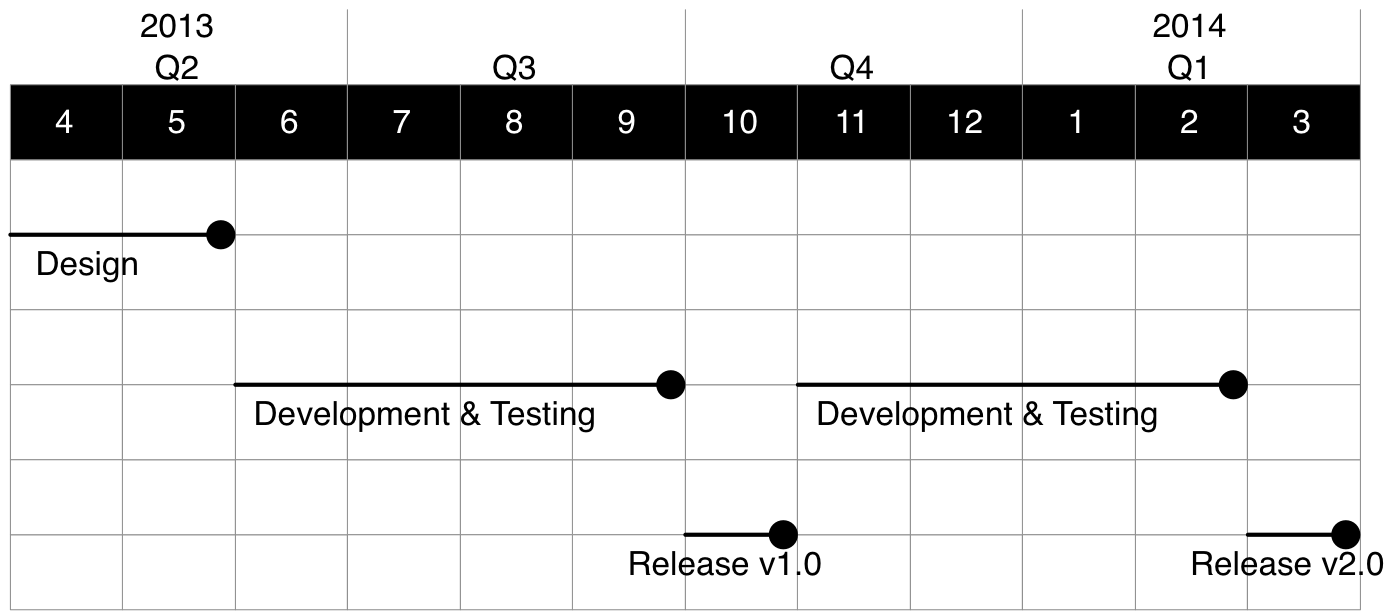 2013 2014
Q2 Q3 Q4 Q1
4 5 6 7 8 9 10 11 12 1 2 3
Design
Development & Testing Development & Testing
Release v1.0 Release v2.0